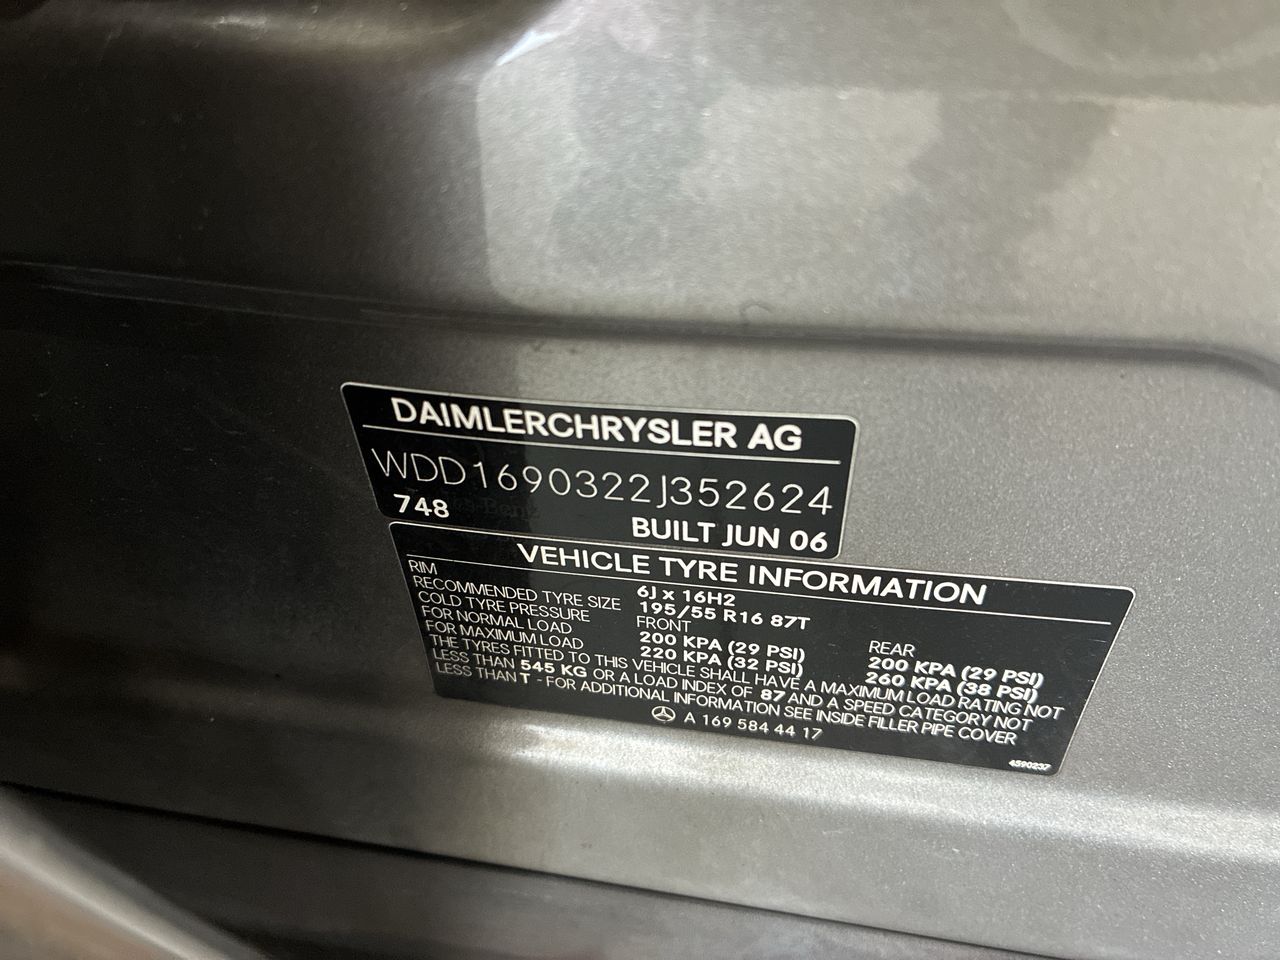 DAIMLERCHRYSLER AG
WDD1690322J352624
748 BUILT JUN 06
VEHICLE TYRE INFORMATION
RIM 6J x 16H2
RECOMMENDED TYRE SIZE 195/55 R16 87T
COLD TYRE PRESSURE FRONT REAR
FOR NORMAL LOAD 200 KPA (29 PSI) 200 KPA (29 PSI)
FOR MAXIMUM LOAD 220 KPA (32 PSI) 260 KPA (38 PSI)
THE TYRES FITTED TO THIS VEHICLE SHALL HAVE A MAXIMUM LOAD RATING NOT
LESS THAN 545 KG OR A LOAD INDEX OF 87 AND A SPEED CATEGORY NOT
LESS THAN T - FOR ADDITIONAL INFORMATION SEE INSIDE FILLER PIPE COVER
A 169 584 44 17
4590237